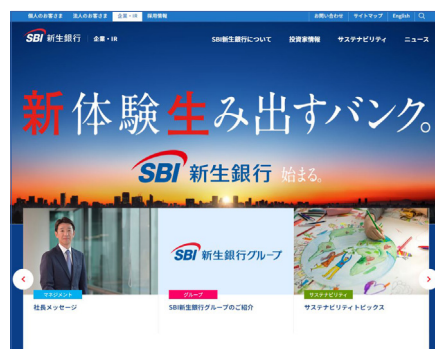 個人のお客さま 法人のお客さま 企業・IR 採用情報 お問い合わせ サイトマップ English
SBI 新生銀行 企業・IR SBI新生銀行について 投資家情報 サステナビリティ ニュース
新体験生み出すバンク。
SBI 新生銀行 始まる。
SBI 新生銀行グループ
マネジメント グループ サステナビリティ
社長メッセージ SBI新生銀行グループのご紹介 サステナビリティトピックス